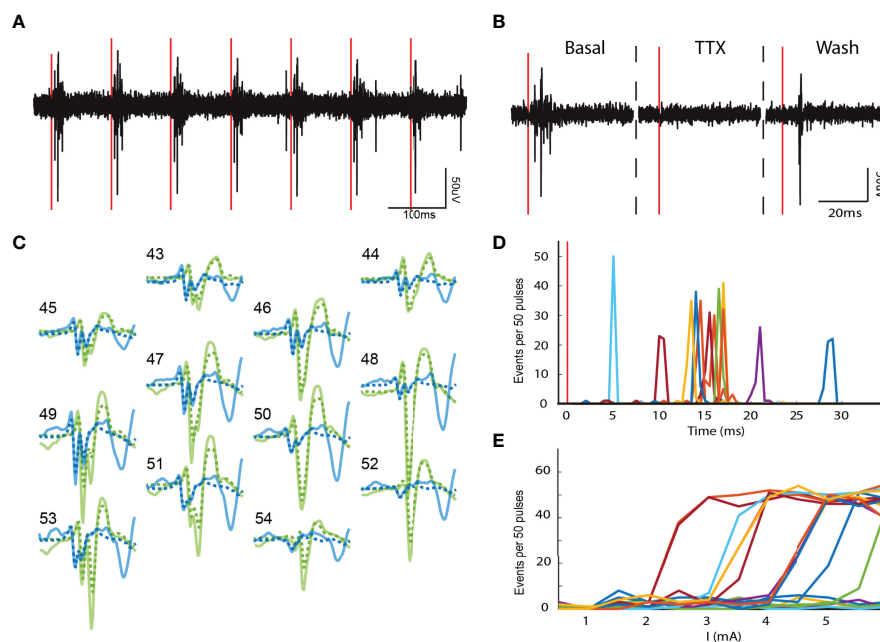 A
50uV
100ms
B
Basal
TTX
Wash
50uV
20ms
C
43
44
45
46
47
48
49
50
51
52
53
54
D
Events per 50 pulses
50
40
30
20
10
0
0
5
10
15
20
25
30
Time (ms)
E
Events per 50 pulses
60
40
20
0
1
2
3
4
5
I (mA)